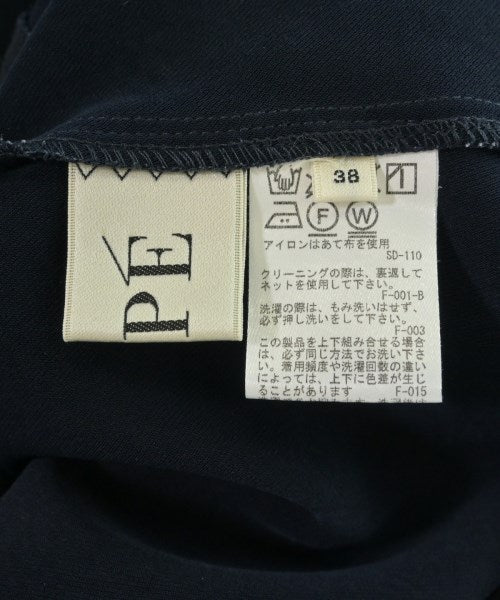 38
PÉ
F W
アイロンはあて布を使用
SD-110
クリーニングの際は、裏返して
ネットを使用して下さい。
F-001-B
洗濯の際は、もみ洗いはせず、
必ず押し洗いをして下さい。
F-003
この製品を上下組み合せる場合
は、必ず同じ方法でお洗い下さ
い。着用頻度や洗濯回数の違い
によっては、上下に色差が生じ
ることがあります F-015